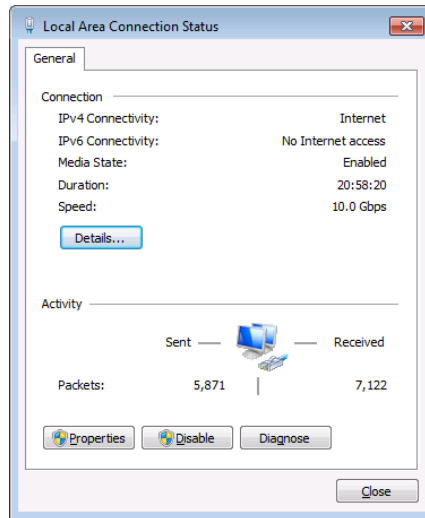 Local Area Connection Status
General
Connection
IPv4 Connectivity: Internet
IPv6 Connectivity: No Internet access
Media State: Enabled
Duration: 20:58:20
Speed: 10.0 Gbps
Details...
Activity
Sent Received
Packets: 5,871 7,122
Properties Disable Diagnose
Close